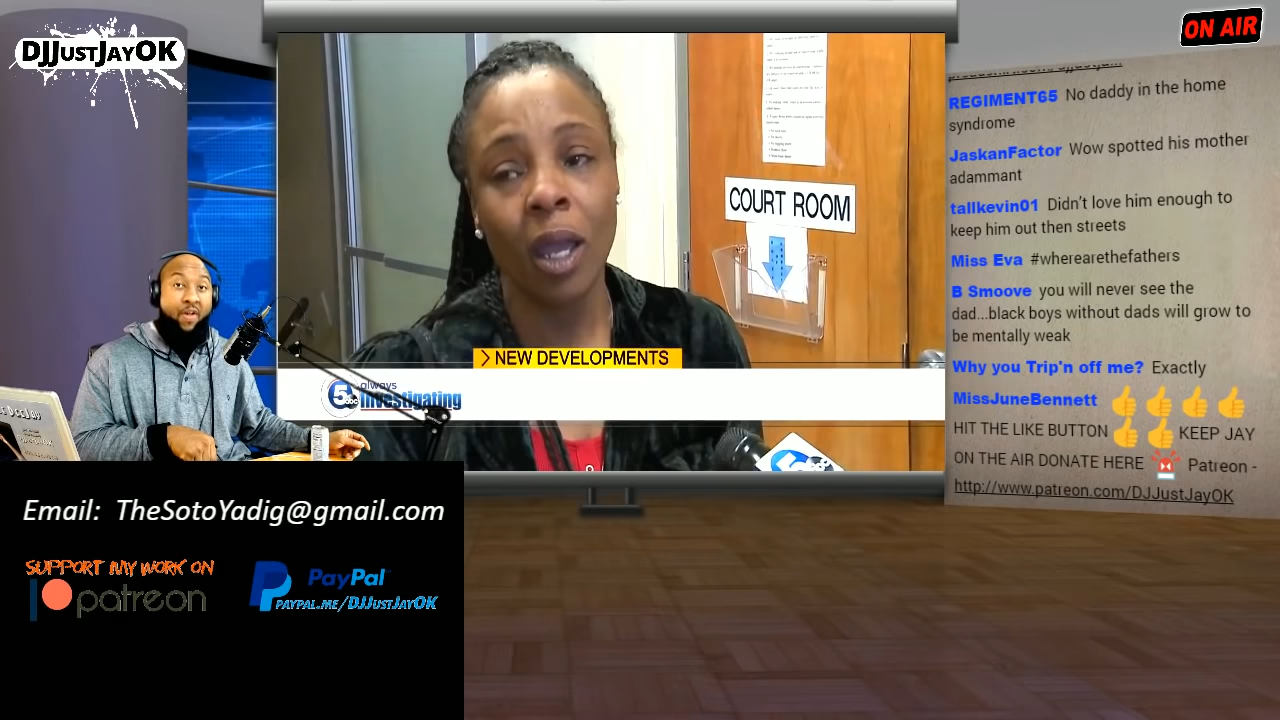 DJJustJayOK
ON AIR
COURT ROOM
NEW DEVELOPMENTS
5 always
abc investigating
REGIMENT65 No daddy in the home
syndrome
JaskanFactor Wow spotted his mother
adammant
tallkevin01 Didn't love him enough to
keep him out then streets
Miss Eva #wherearethefathers
B Smoove you will never see the
dad...black boys without dads will grow to
be mentally weak
Why you Trip'n off me? Exactly
MissJuneBennett 👍👍👍👍
HIT THE LIKE BUTTON 👍👍 KEEP JAY
ON THE AIR DONATE HERE 🚨 Patreon -
http://www.patreon.com/DJJustJayOK
Email: TheSotoYadig@gmail.com
SUPPORT MY WORK ON
patreon
PayPal
PAYPAL.ME/DJJUSTJAYOK